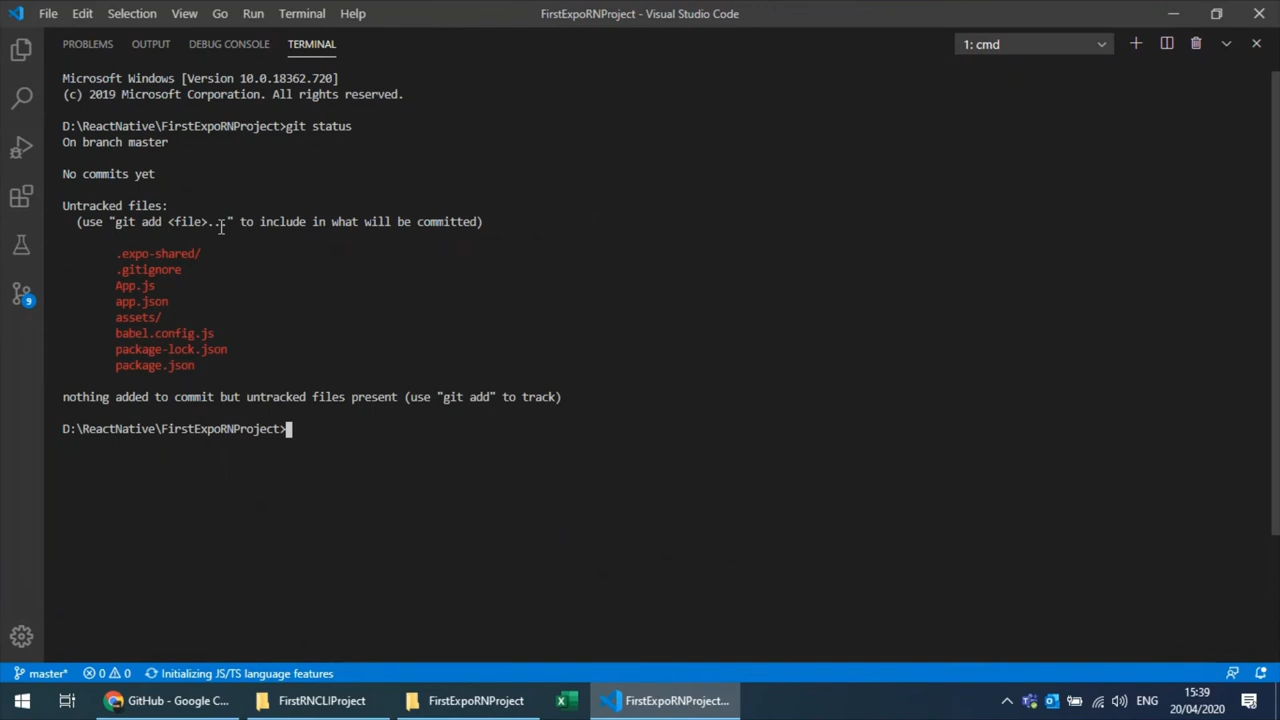 File Edit Selection View Go Run Terminal Help FirstExpoRNProject - Visual Studio Code
PROBLEMS OUTPUT DEBUG CONSOLE TERMINAL 1: cmd
Microsoft Windows [Version 10.0.18362.720]
(c) 2019 Microsoft Corporation. All rights reserved.
D:\ReactNative\FirstExpoRNProject>git status
On branch master
No commits yet
Untracked files:
(use "git add <file>..." to include in what will be committed)
.expo-shared/
.gitignore
App.js
app.json
assets/
babel.config.js
package-lock.json
package.json
nothing added to commit but untracked files present (use "git add" to track)
D:\ReactNative\FirstExpoRNProject>
9
master* 0 0 Initializing JS/TS language features
GitHub - Google C... FirstRNCLIProject FirstExpoRNProject FirstExpoRNProject... ENG 15:39
20/04/2020